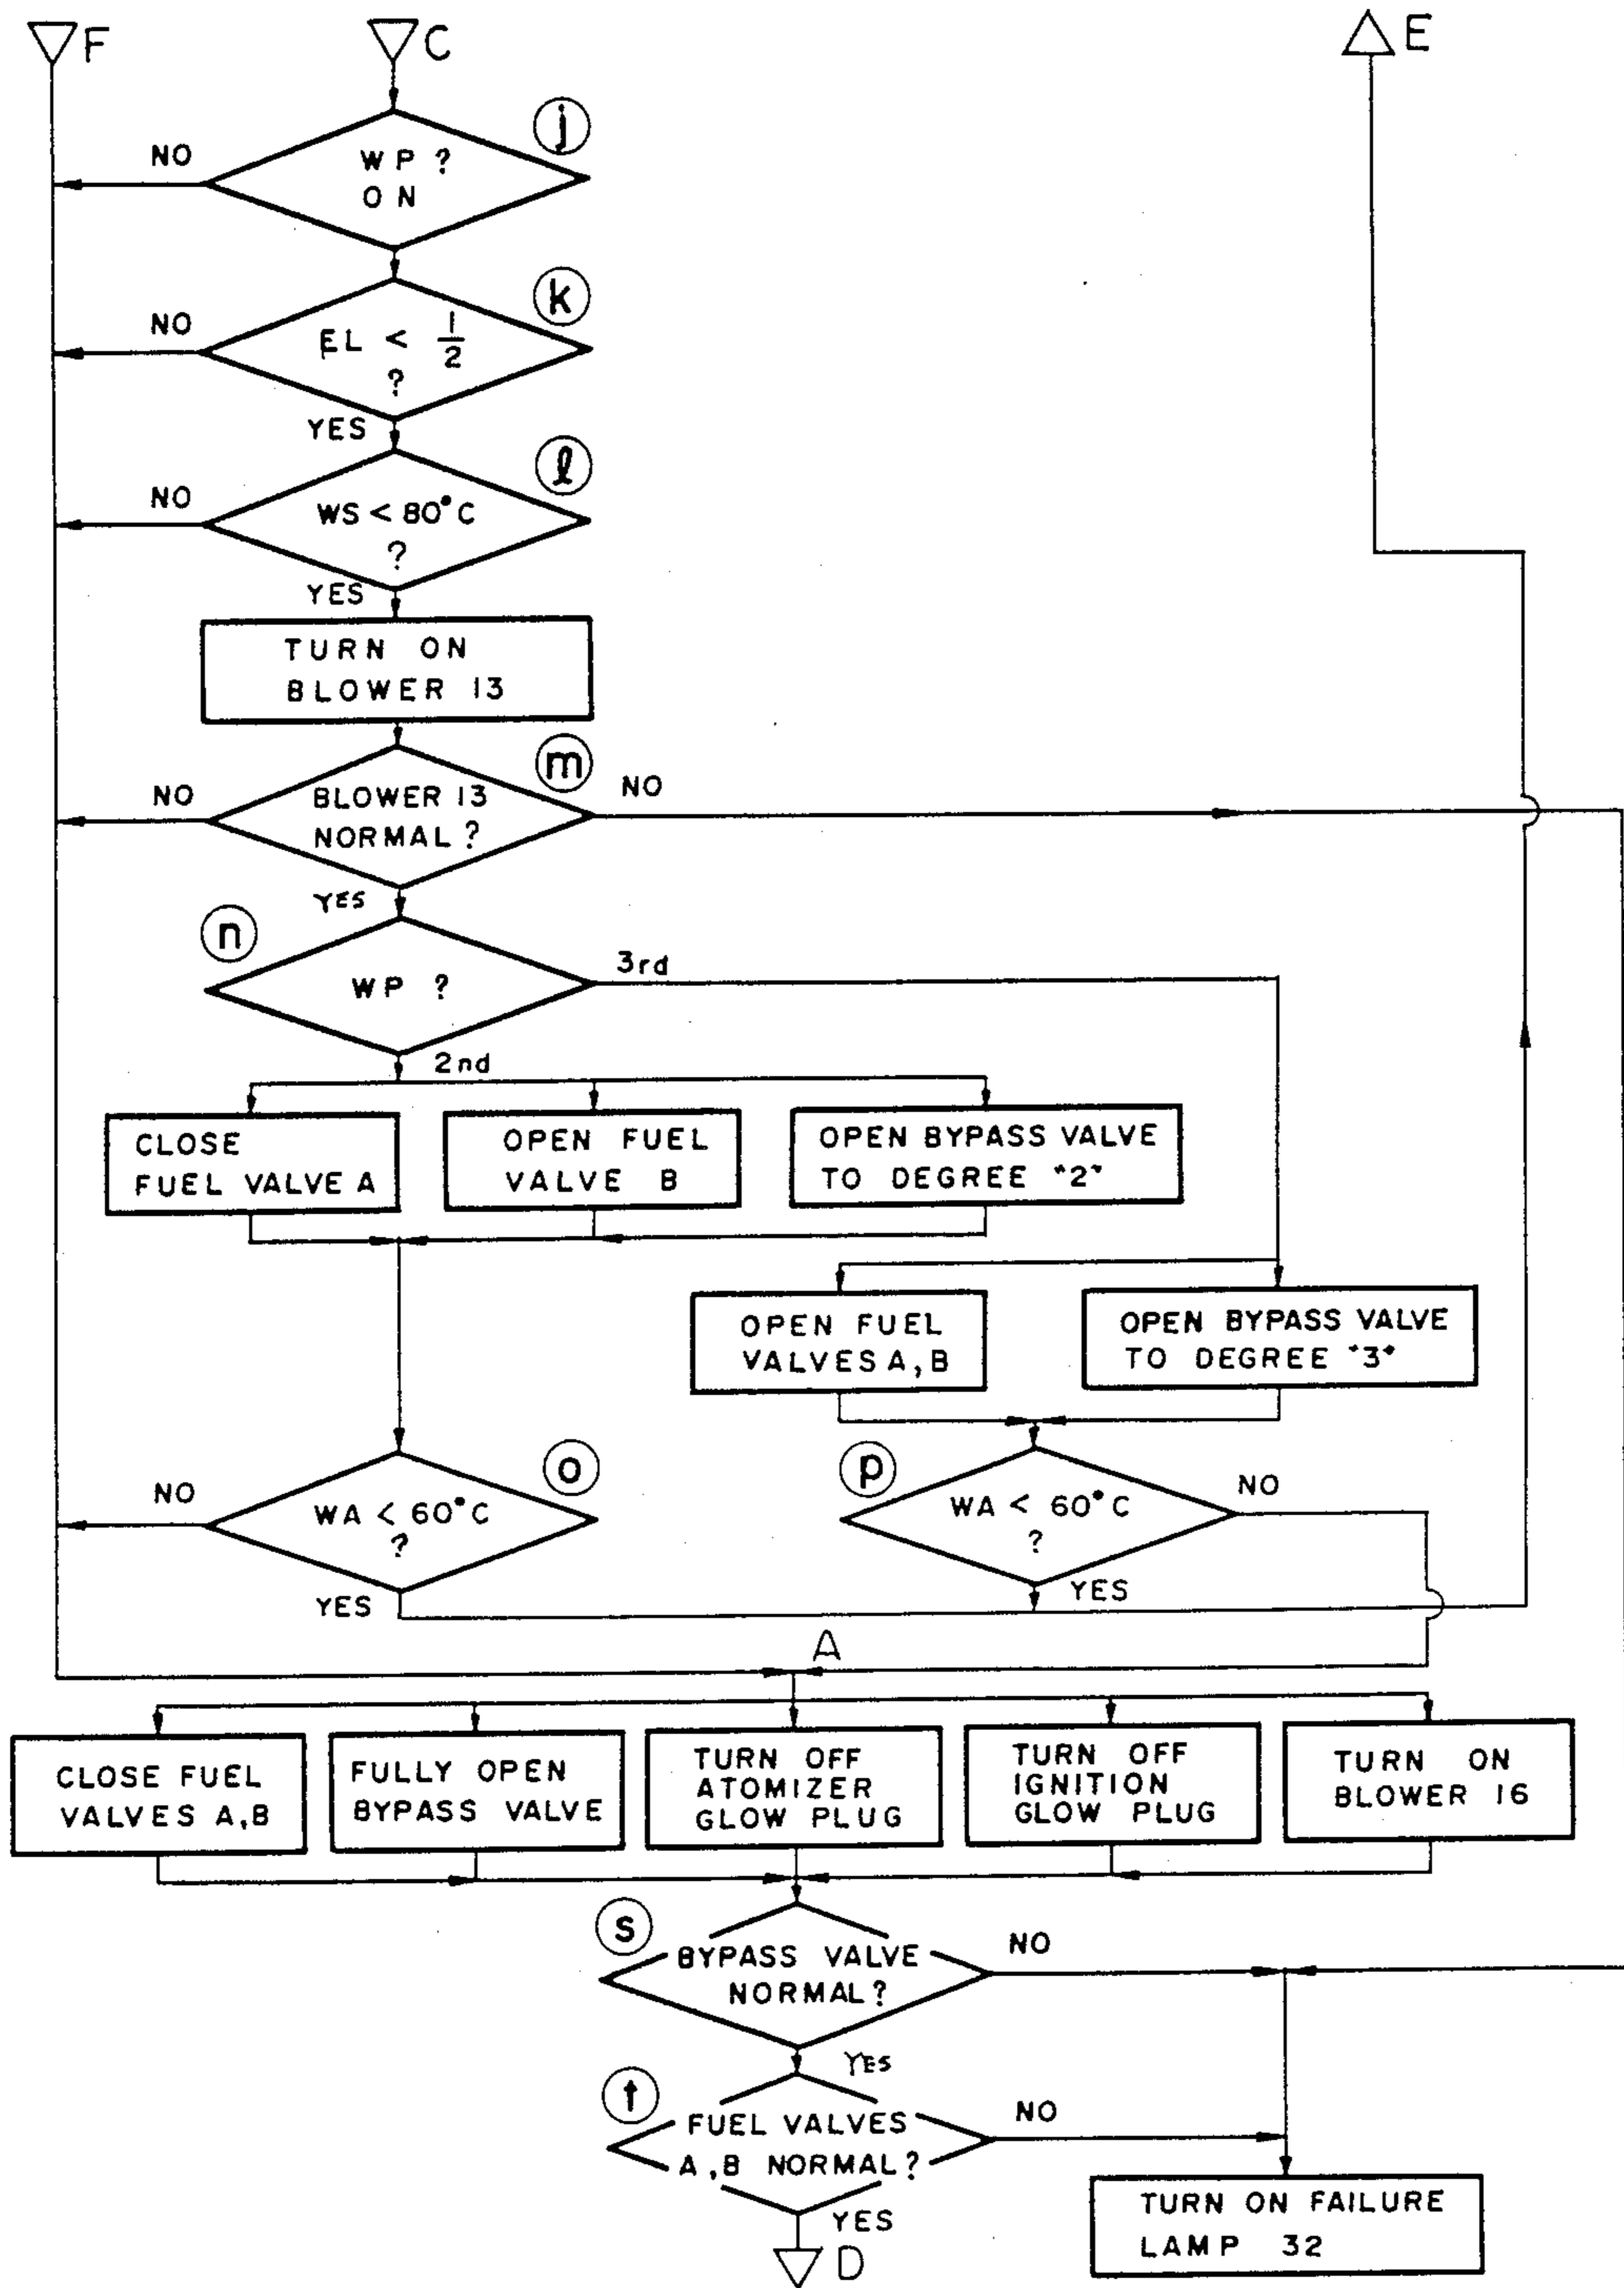 F
C
E
j
NO
WP ?
ON
k
NO
EL < 1/2
?
YES
l
NO
WS < 80°C
?
YES
TURN ON
BLOWER 13
m
NO
BLOWER 13
NORMAL ?
NO
YES
n
WP ?
3rd
2nd
CLOSE
FUEL VALVE A
OPEN FUEL
VALVE B
OPEN BYPASS VALVE
TO DEGREE "2"
OPEN FUEL
VALVES A, B
OPEN BYPASS VALVE
TO DEGREE "3"
o
NO
WA < 60°C
?
YES
p
NO
WA < 60°C
?
YES
A
CLOSE FUEL
VALVES A, B
FULLY OPEN
BYPASS VALVE
TURN OFF
ATOMIZER
GLOW PLUG
TURN OFF
IGNITION
GLOW PLUG
TURN ON
BLOWER 16
s
BYPASS VALVE
NORMAL ?
NO
YES
t
FUEL VALVES
A, B NORMAL ?
NO
YES
TURN ON FAILURE
LAMP 32
D